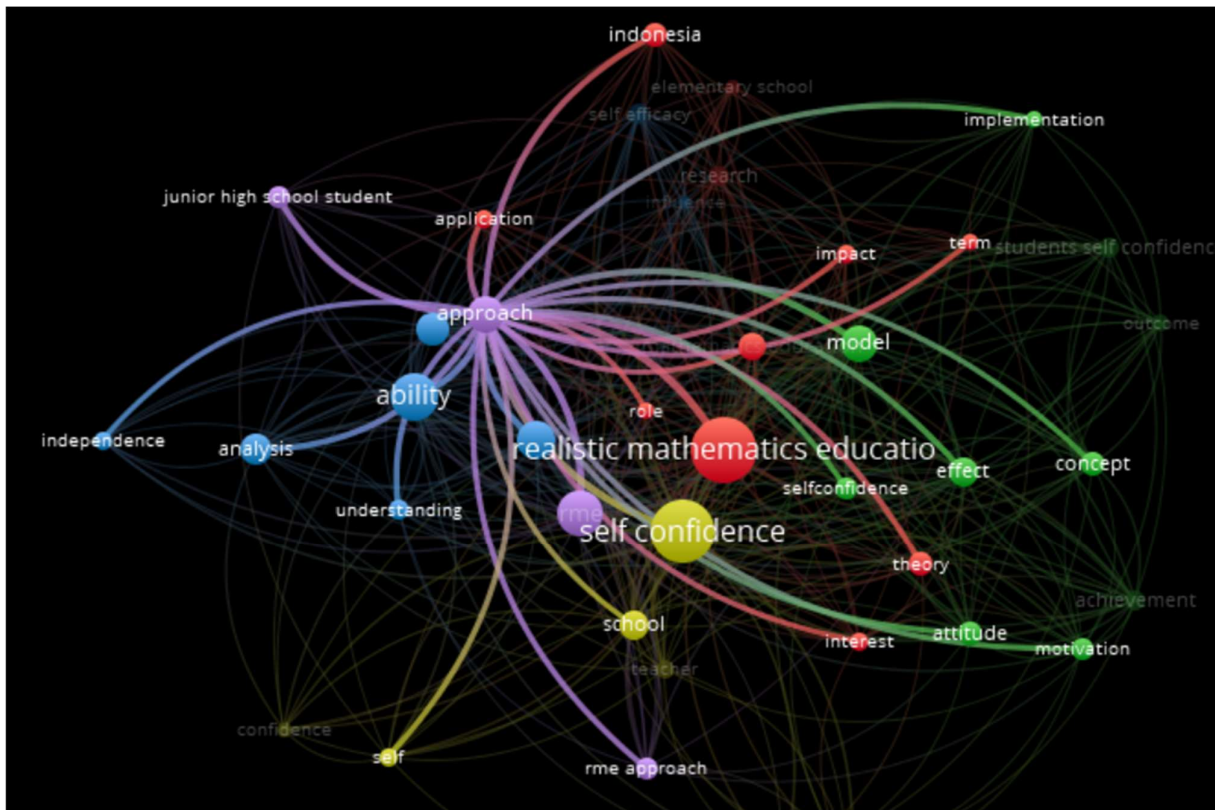 indonesia
elementary school
self efficacy
implementation
research
junior high school student
influence
application
term
students self confidenc
impact
approach
outcome
model
ability
role
independence
analysis
realistic mathematics educatio
concept
effect
selfconfidence
understanding
rme
self confidence
theory
achievement
school
attitude
interest
motivation
teacher
confidence
self
rme approach